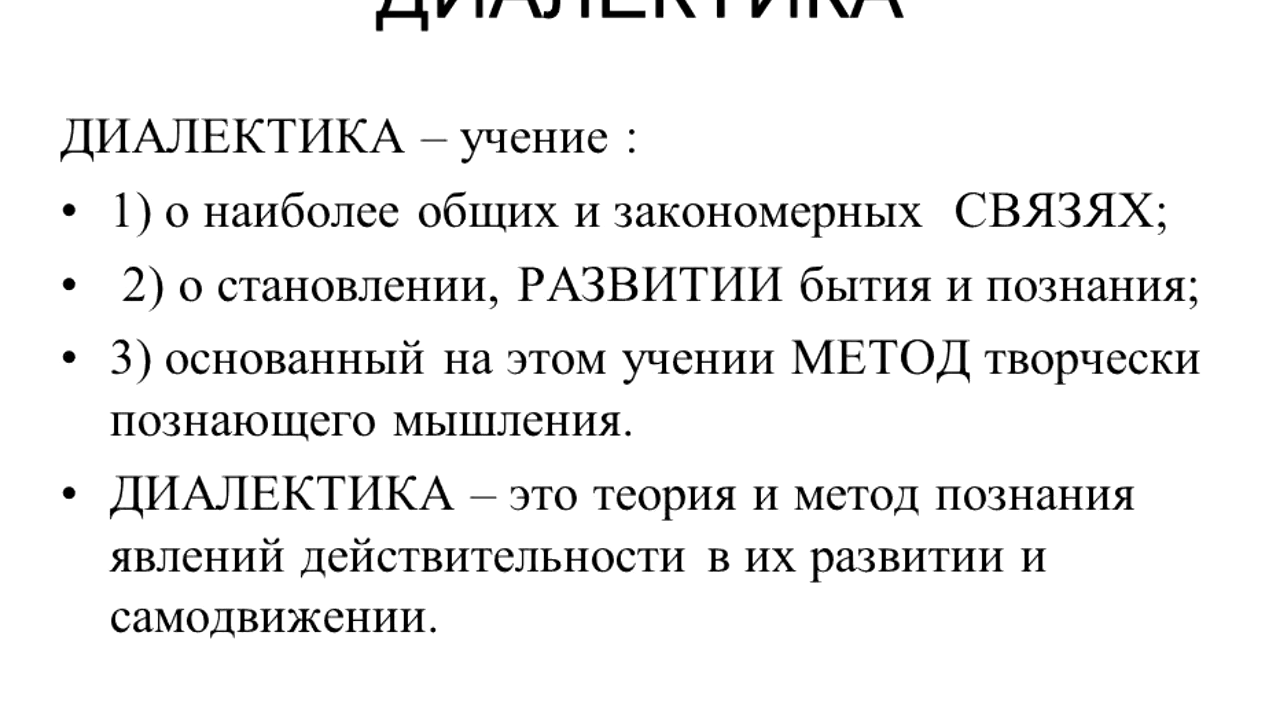 ДИАЛЕКТИКА
ДИАЛЕКТИКА – учение :
• 1) о наиболее общих и закономерных СВЯЗЯХ;
• 2) о становлении, РАЗВИТИИ бытия и познания;
• 3) основанный на этом учении МЕТОД творчески
познающего мышления.
• ДИАЛЕКТИКА – это теория и метод познания
явлений действительности в их развитии и
самодвижении.